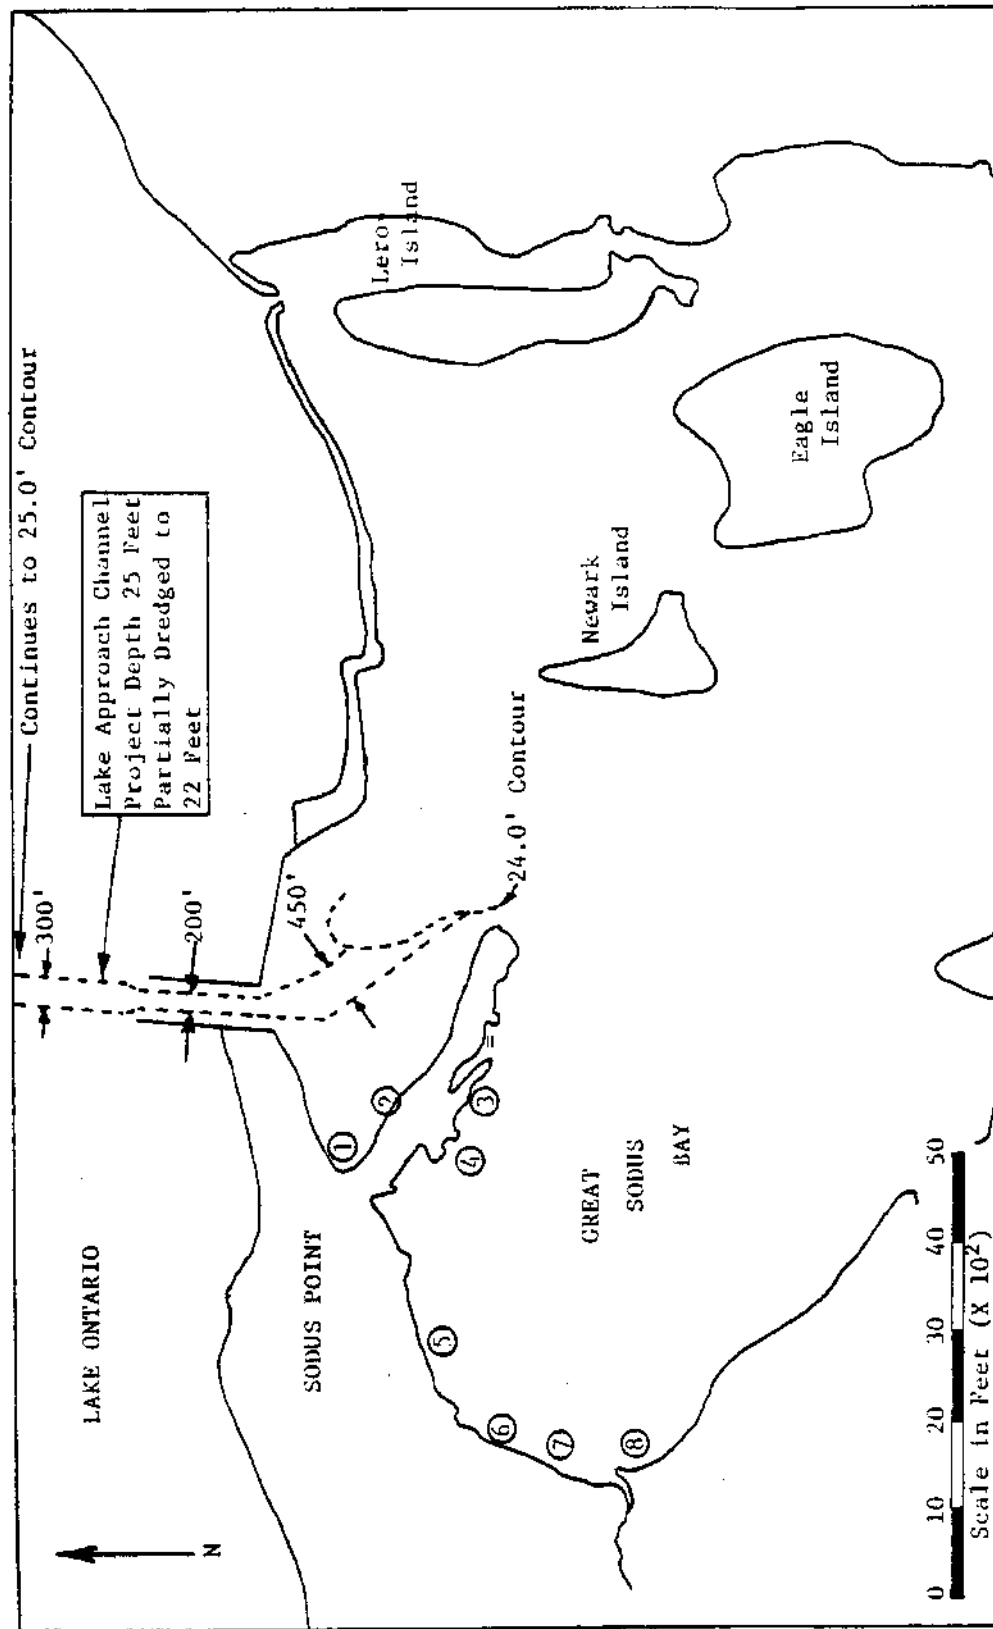 Continues to 25.0' Contour
Lake Approach Channel
Project Depth 25 Feet
Partially Dredged to
22 Feet
300'
200'
450'
24.0' Contour
LAKE ONTARIO
SODUS POINT
N
Leroy
Island
Newark
Island
Eagle
Island
GREAT
SODUS
BAY
1
2
3
4
5
6
7
8
0 10 20 30 40 50
Scale in Feet (X 10²)